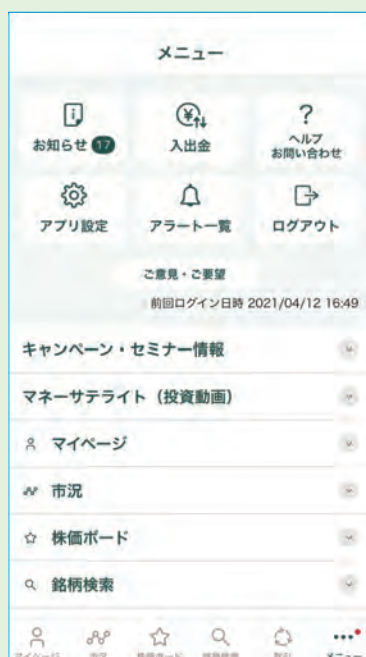 メニュー
お知らせ 17
入出金
ヘルプ
お問い合わせ
アプリ設定
アラート一覧
ログアウト
ご意見・ご要望
前回ログイン日時 2021/04/12 16:49
キャンペーン・セミナー情報
マネーサテライト（投資動画）
マイページ
市況
株価ボード
銘柄検索